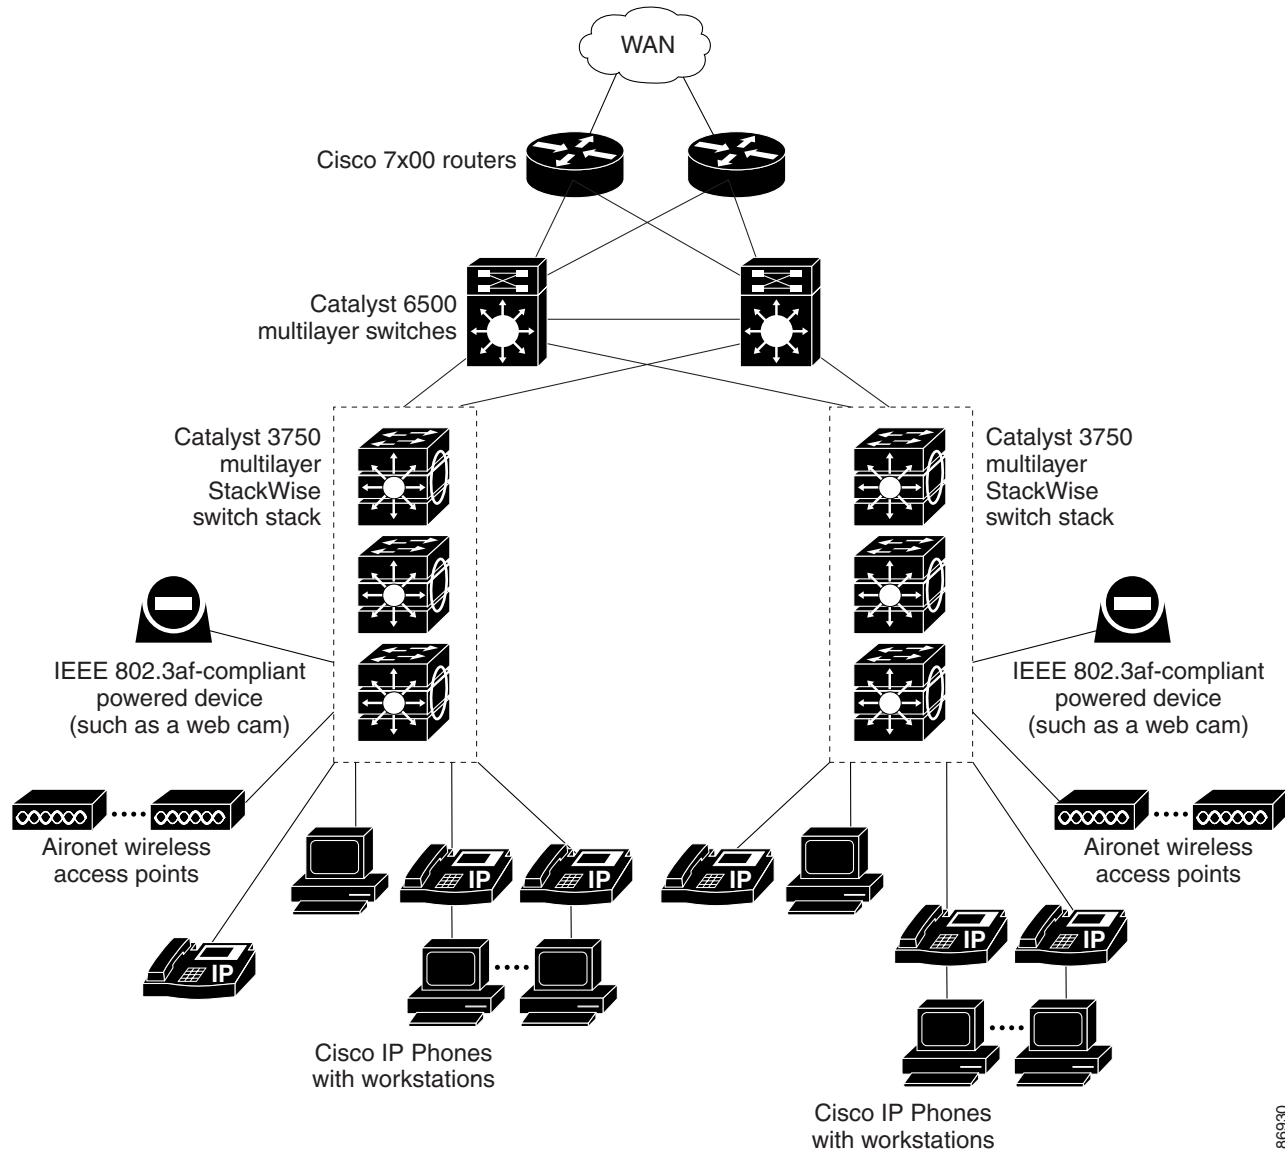 WAN
Cisco 7x00 routers
Catalyst 6500
multilayer switches
Catalyst 3750
multilayer
StackWise
switch stack
Catalyst 3750
multilayer
StackWise
switch stack
IEEE 802.3af-compliant
powered device
(such as a web cam)
IEEE 802.3af-compliant
powered device
(such as a web cam)
Aironet wireless
access points
Aironet wireless
access points
IP
IP
IP
IP
IP
IP
Cisco IP Phones
with workstations
Cisco IP Phones
with workstations
86930